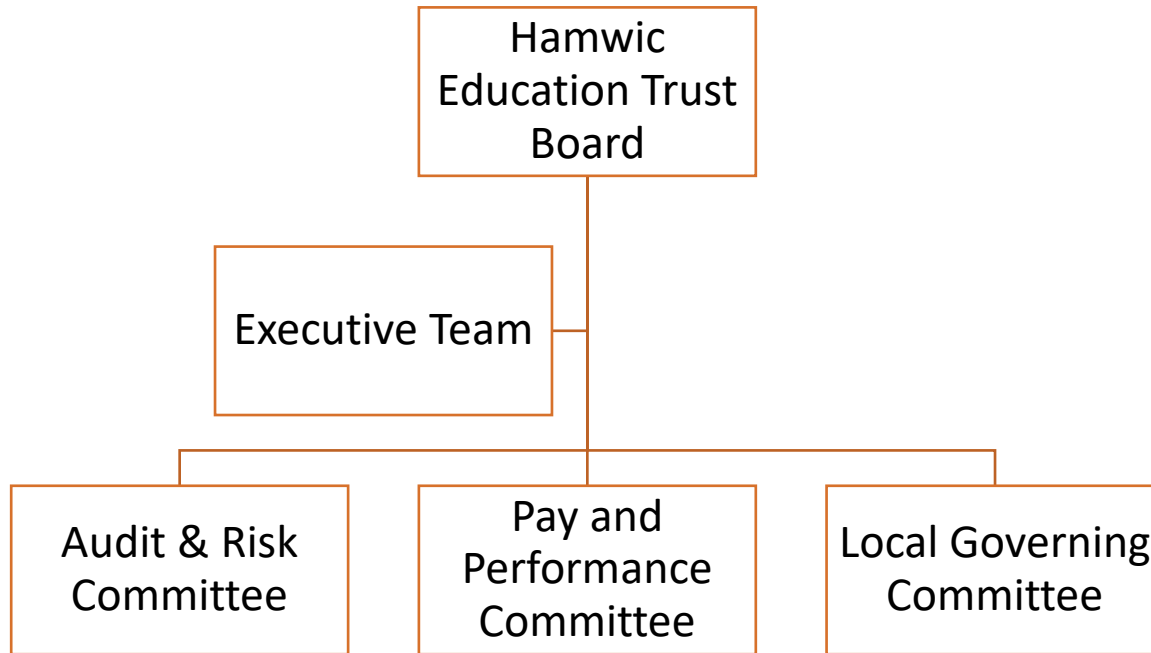 Hamwic
Education Trust
Board
Executive Team
Audit & Risk
Committee
Pay and
Performance
Committee
Local Governing
Committee